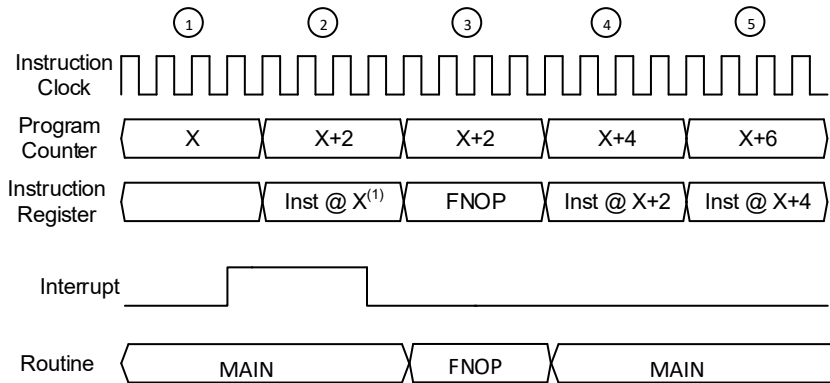 1 2 3 4 5
Instruction
Clock
Program
Counter
X X+2 X+2 X+4 X+6
Instruction
Register
Inst @ X(1) FNOP Inst @ X+2 Inst @ X+4
Interrupt
Routine MAIN FNOP MAIN